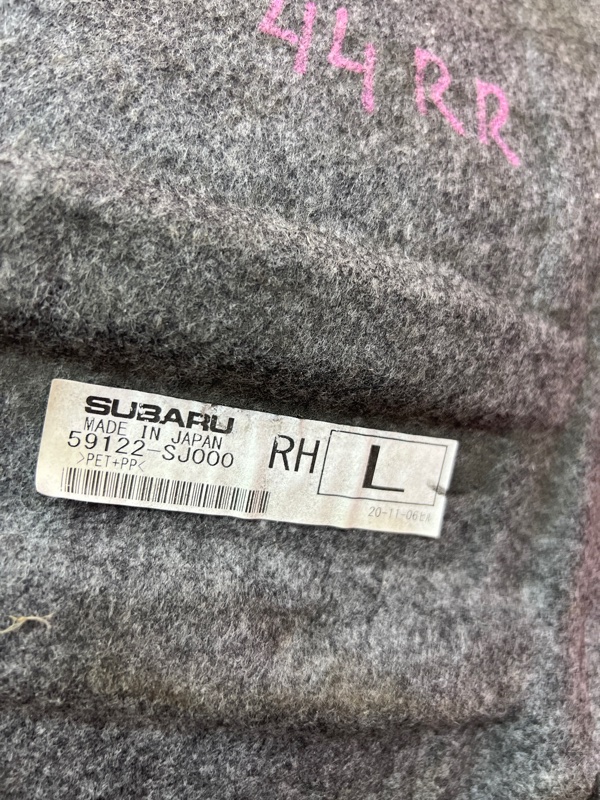 44 RR
SUBARU
MADE IN JAPAN
59122-SJ000
>PET+PP<
RH
L
20-11-06